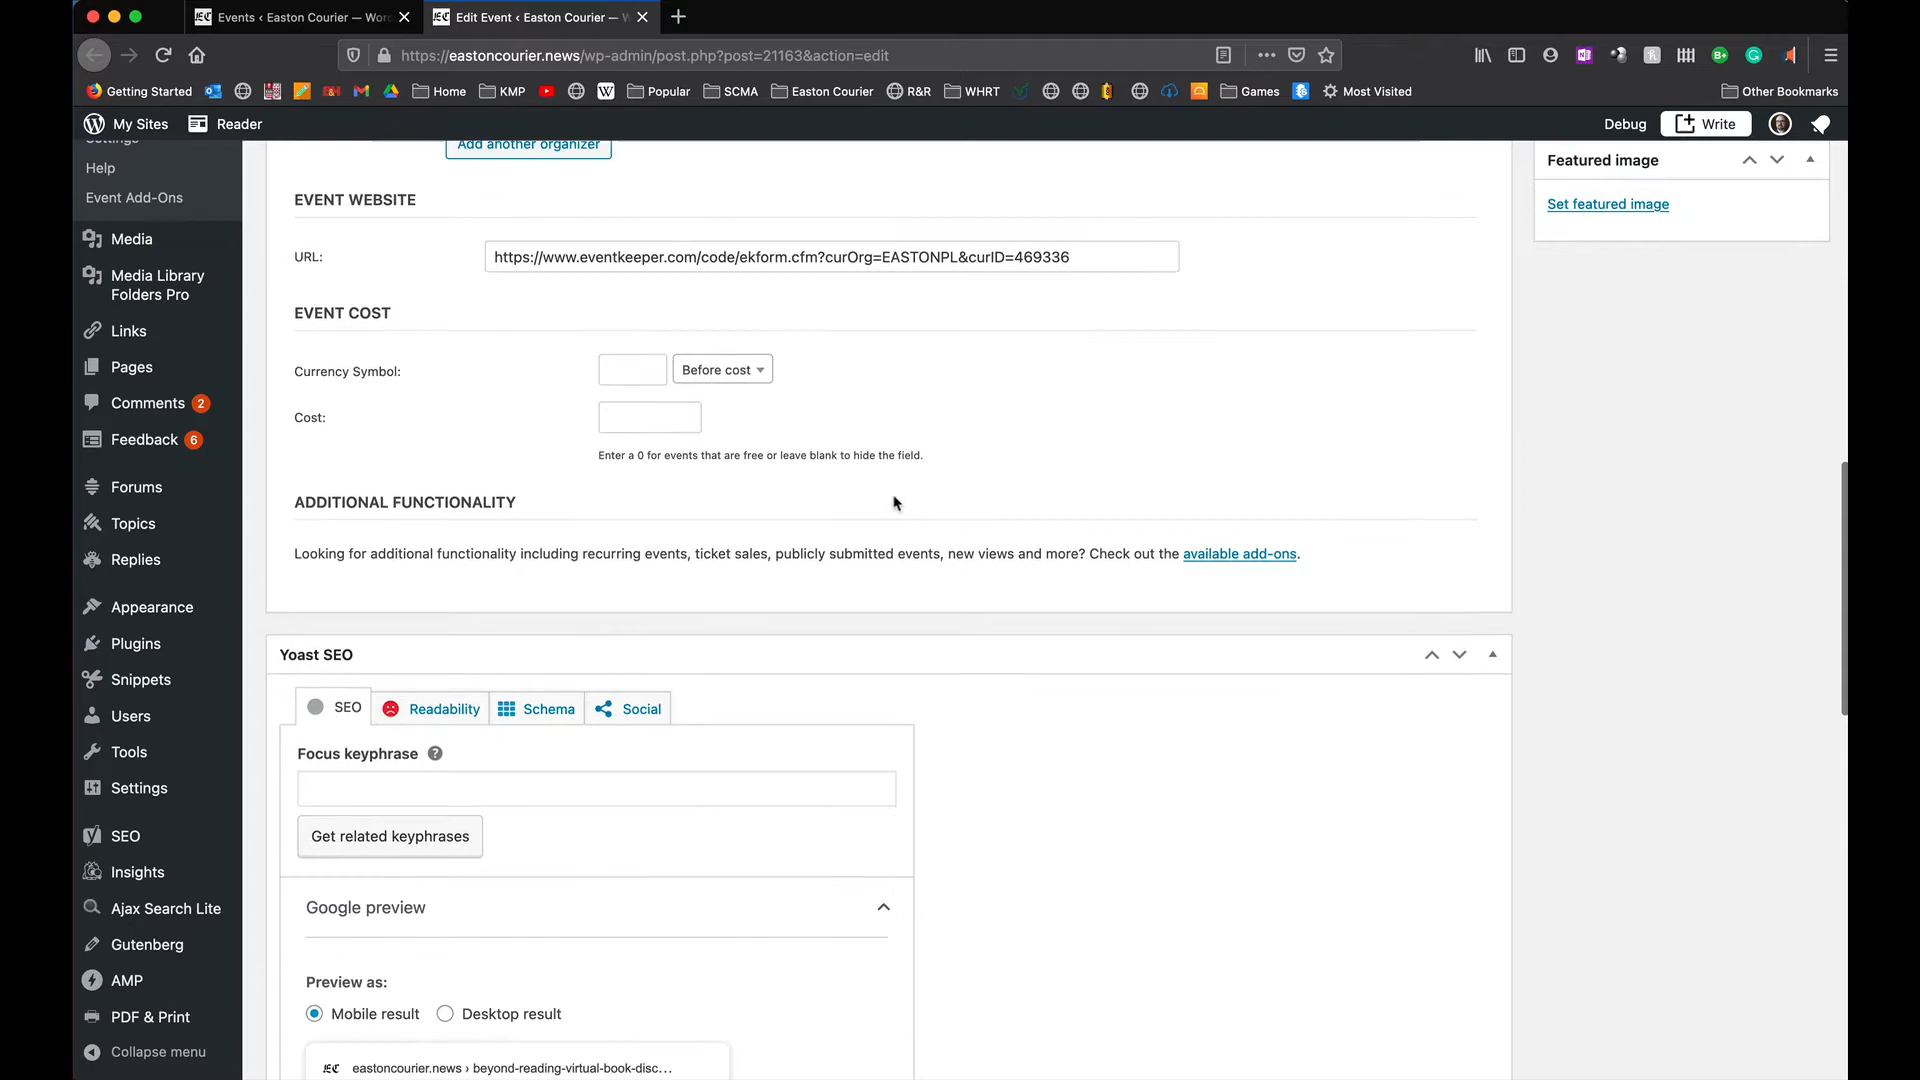 Events ‹ Easton Courier — Wor
Edit Event ‹ Easton Courier — W
https://eastoncourier.news/wp-admin/post.php?post=21163&action=edit
Getting Started
Home
KMP
Popular
SCMA
Easton Courier
R&R
WHRT
Games
Most Visited
Other Bookmarks
My Sites
Reader
Debug
Write
Settings
Help
Event Add-Ons
Media
Media Library
Folders Pro
Links
Pages
Comments 2
Feedback 6
Forums
Topics
Replies
Appearance
Plugins
Snippets
Users
Tools
Settings
SEO
Insights
Ajax Search Lite
Gutenberg
AMP
PDF & Print
Collapse menu
Add another organizer
EVENT WEBSITE
URL:
https://www.eventkeeper.com/code/ekform.cfm?curOrg=EASTONPL&curID=469336
EVENT COST
Currency Symbol:
Before cost
Cost:
Enter a 0 for events that are free or leave blank to hide the field.
ADDITIONAL FUNCTIONALITY
Looking for additional functionality including recurring events, ticket sales, publicly submitted events, new views and more? Check out the available add-ons.
Yoast SEO
SEO
Readability
Schema
Social
Focus keyphrase ?
Get related keyphrases
Google preview
Preview as:
Mobile result
Desktop result
EC eastoncourier.news › beyond-reading-virtual-book-disc...
Featured image
Set featured image